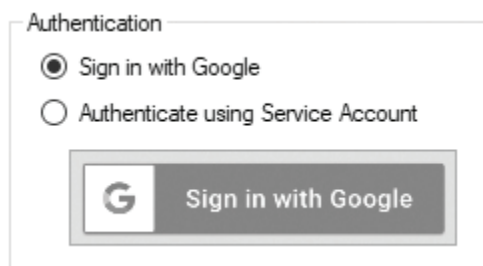 Authentication
Sign in with Google
Authenticate using Service Account
G Sign in with Google